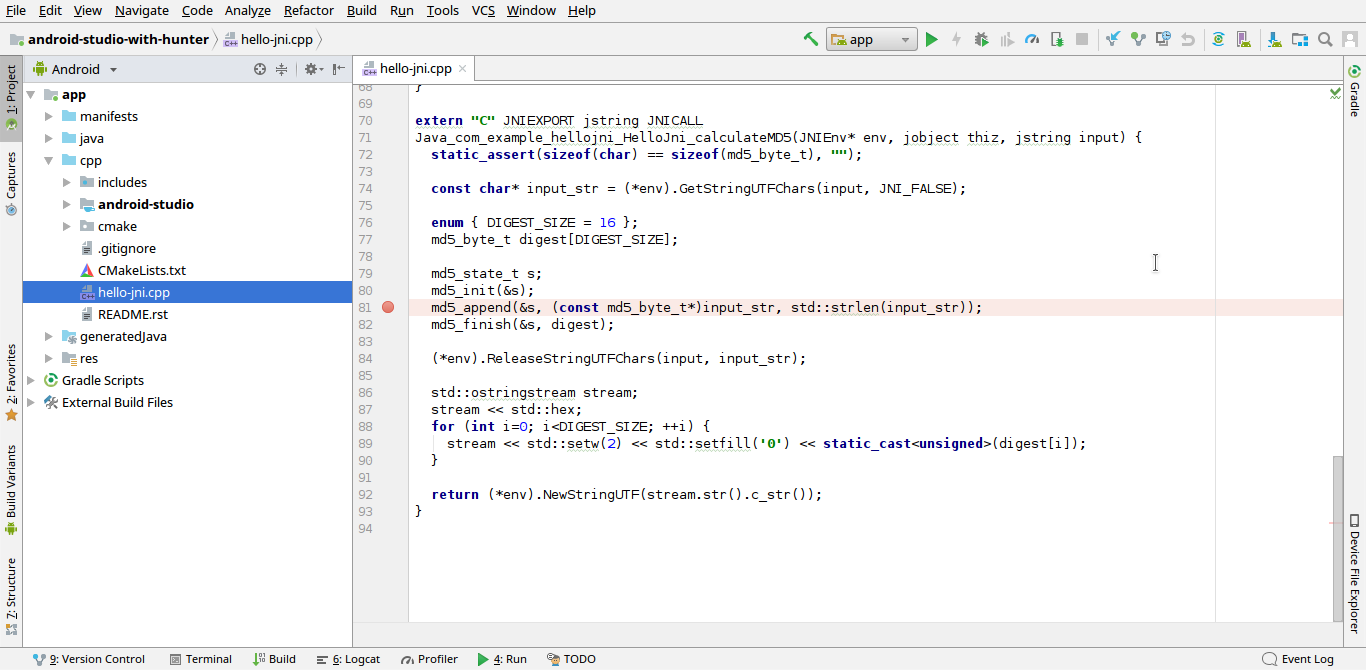 File Edit View Navigate Code Analyze Refactor Build Run Tools VCS Window Help
android-studio-with-hunter hello-jni.cpp app
1: Project
Captures
2: Favorites
Build Variants
7: Structure
Android
app
manifests
java
cpp
includes
android-studio
cmake
.gitignore
CMakeLists.txt
hello-jni.cpp
README.rst
generatedJava
res
Gradle Scripts
External Build Files
hello-jni.cpp
68 }
69
70 extern "C" JNIEXPORT jstring JNICALL
71 Java_com_example_hellojni_HelloJni_calculateMD5(JNIEnv* env, jobject thiz, jstring input) {
72 static_assert(sizeof(char) == sizeof(md5_byte_t), "");
73
74 const char* input_str = (*env).GetStringUTFChars(input, JNI_FALSE);
75
76 enum { DIGEST_SIZE = 16 };
77 md5_byte_t digest[DIGEST_SIZE];
78
79 md5_state_t s;
80 md5_init(&s);
81 md5_append(&s, (const md5_byte_t*)input_str, std::strlen(input_str));
82 md5_finish(&s, digest);
83
84 (*env).ReleaseStringUTFChars(input, input_str);
85
86 std::ostringstream stream;
87 stream << std::hex;
88 for (int i=0; i<DIGEST_SIZE; ++i) {
89 stream << std::setw(2) << std::setfill('0') << static_cast<unsigned>(digest[i]);
90 }
91
92 return (*env).NewStringUTF(stream.str().c_str());
93 }
94
Gradle
Device File Explorer
9: Version Control Terminal Build 6: Logcat Profiler 4: Run TODO Event Log